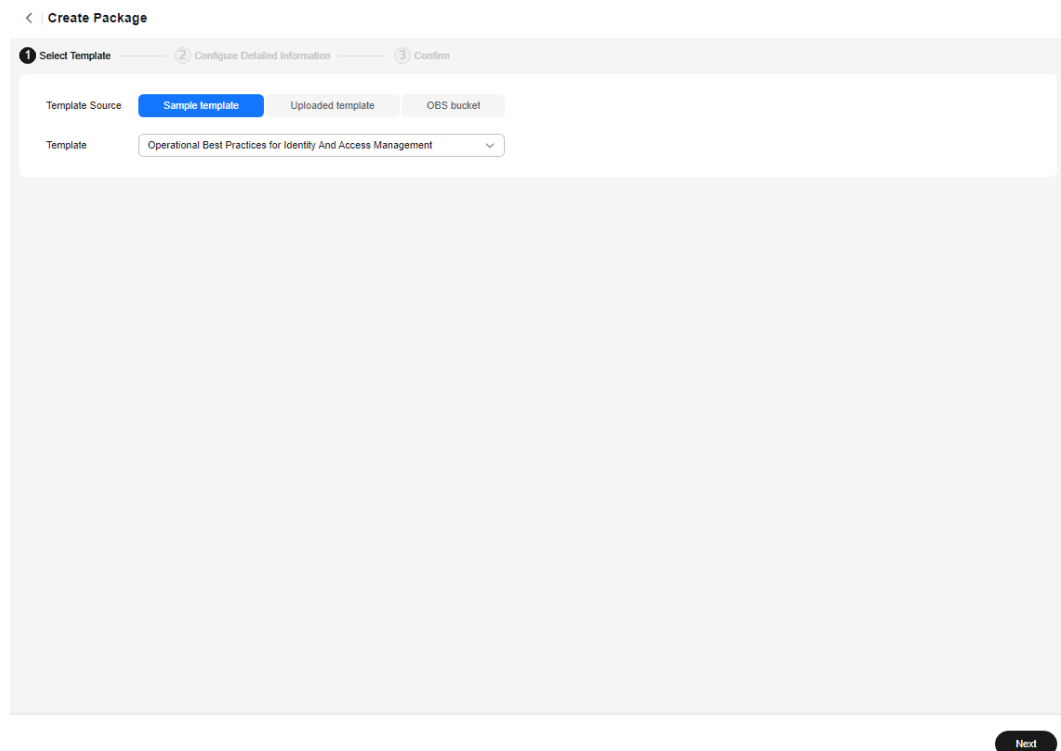 Create Package
1 Select Template 2 Configure Detailed Information 3 Confirm
Template Source Sample template Uploaded template OBS bucket
Template Operational Best Practices for Identity And Access Management
Next